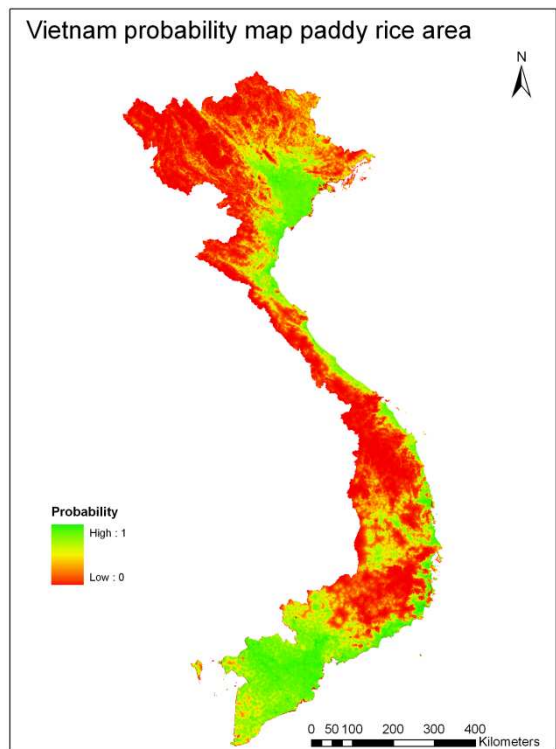 Vietnam probability map paddy rice area
N
Probability
High : 1
Low : 0
0 50 100 200 300 400
Kilometers